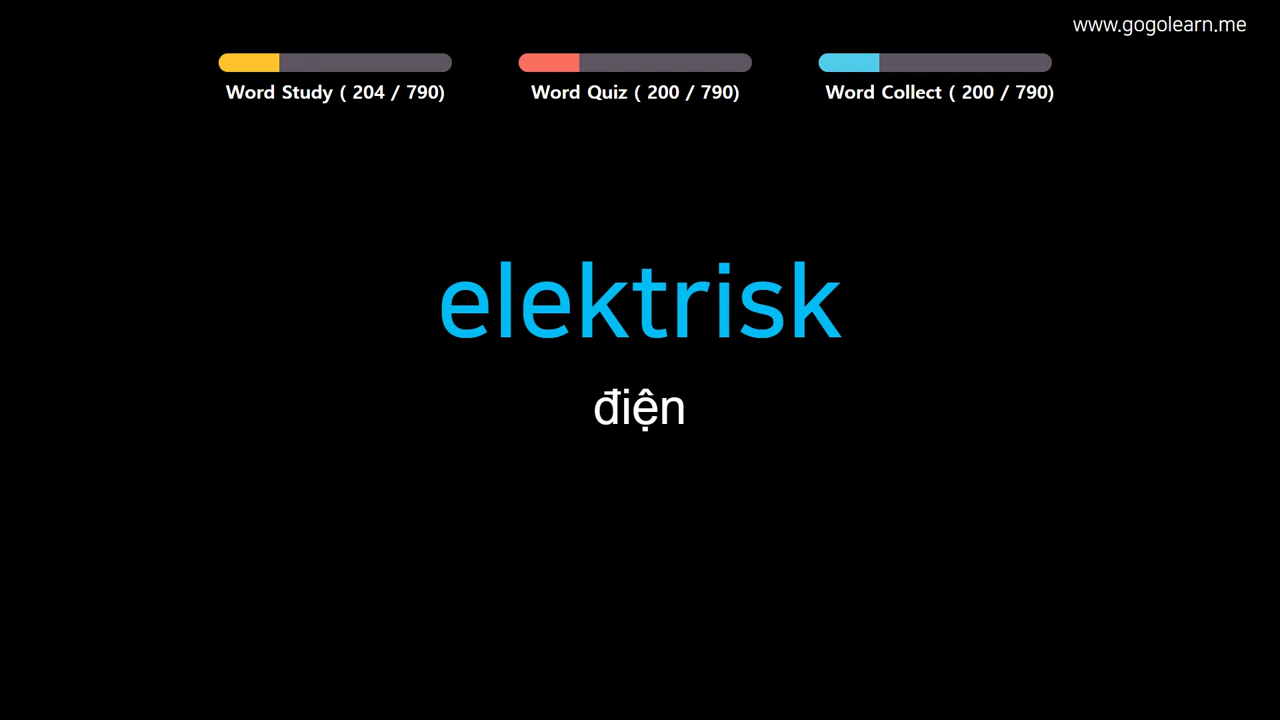 www.gogolearn.me
Word Study ( 204 / 790)
Word Quiz ( 200 / 790)
Word Collect ( 200 / 790)
elektrisk
điện